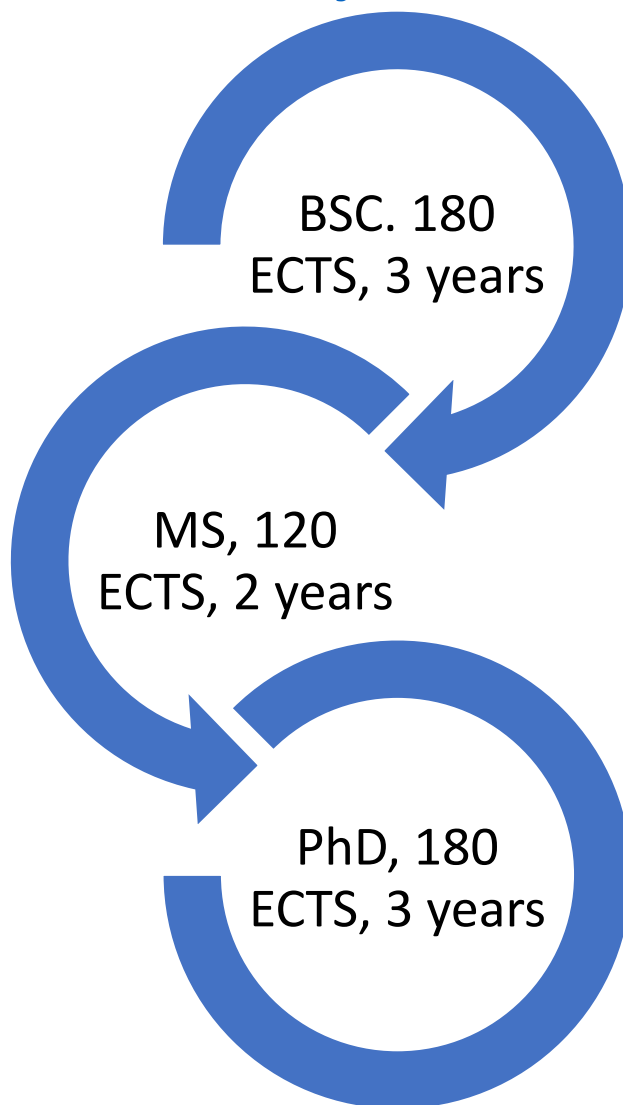 BSC. 180
ECTS, 3 years
MS, 120
ECTS, 2 years
PhD, 180
ECTS, 3 years